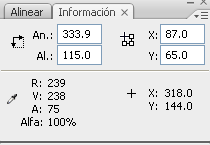 Alinear Información
An.: 333.9 X: 87.0
Al.: 115.0 Y: 65.0
R: 239
V: 238
A: 75
Alfa: 100%
X: 318.0
Y: 144.0